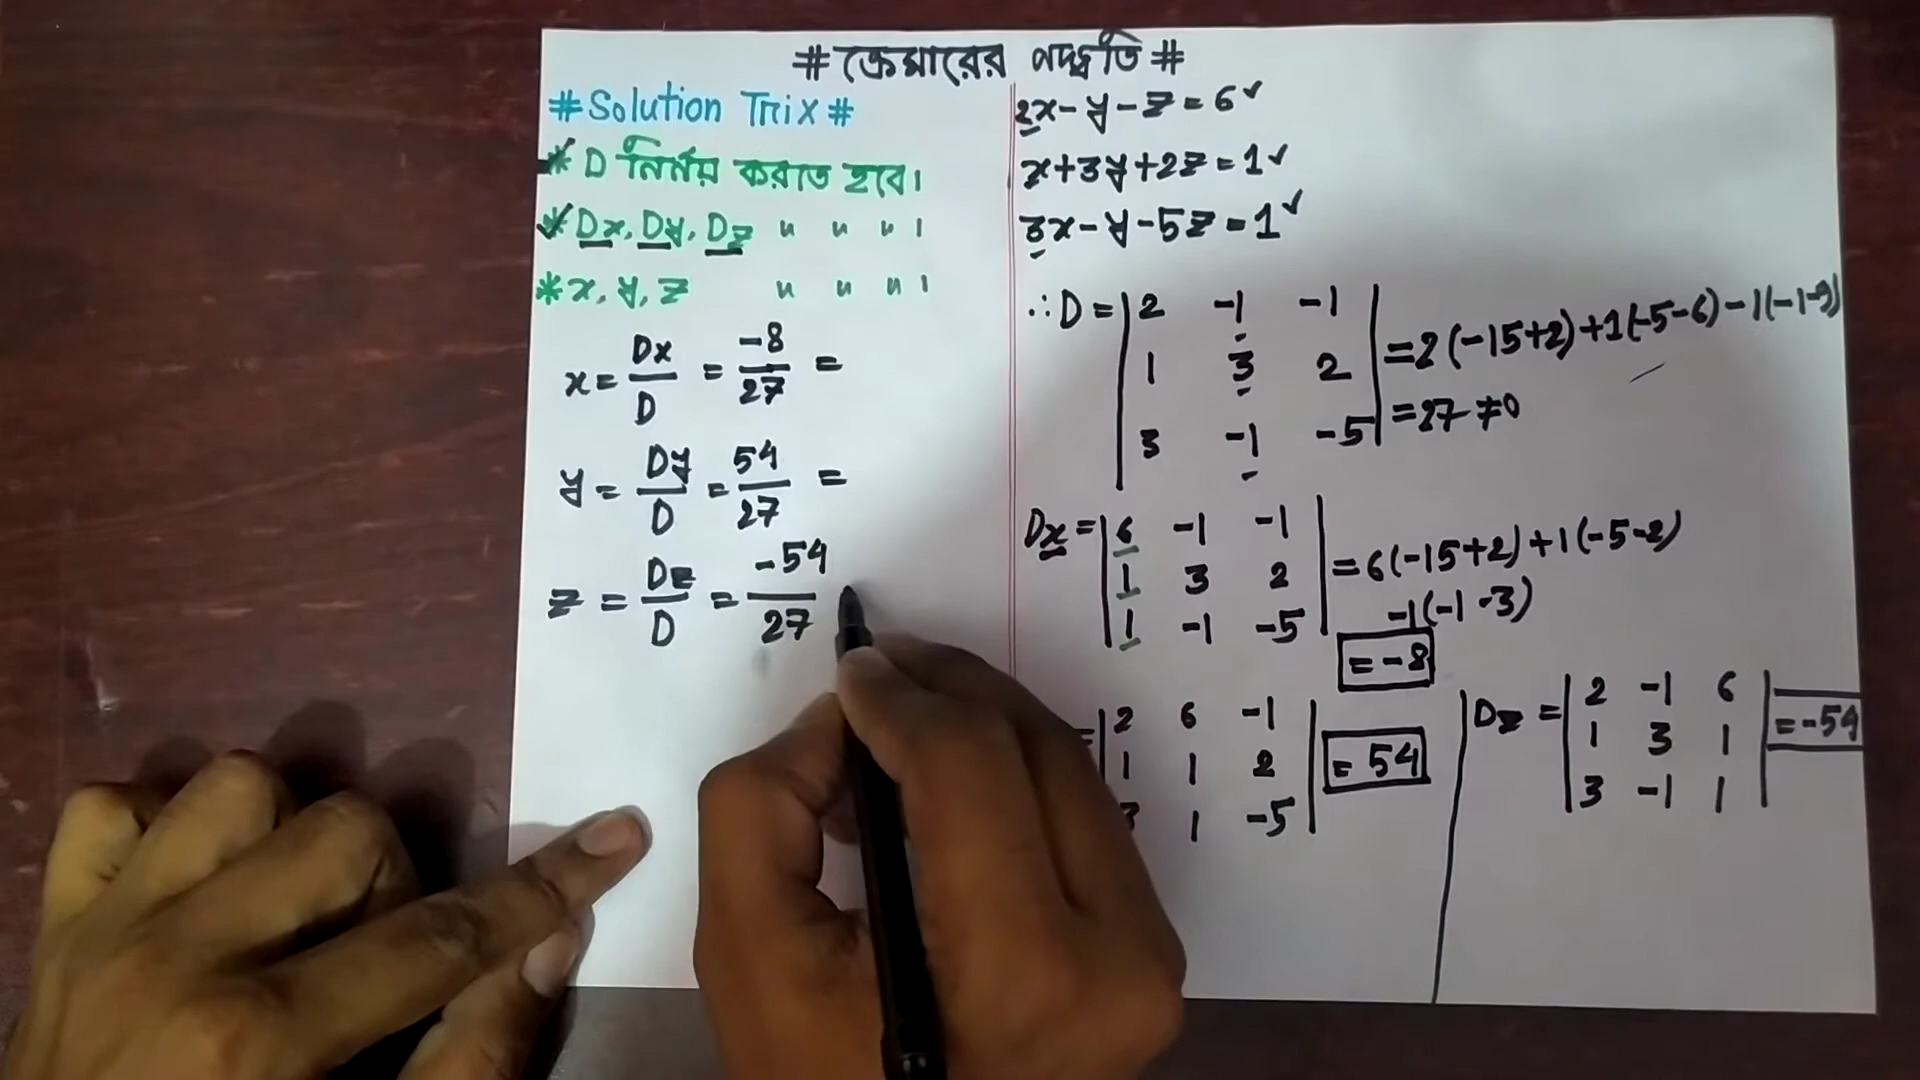 #ক্রেমারের পদ্ধতি#
#Solution Trix#
* D নির্নয় করতে হবে।
* Dx, Dy, Dz " " " ।
* x, y, z " " " ।
x = Dx/D = -8/27 =
y = Dy/D = 54/27 =
z = Dz/D = -54/27
2x - y - z = 6 ✓
x + 3y + 2z = 1 ✓
3x - y - 5z = 1 ✓
∴ D = | 2 -1 -1 | = 2(-15+2)+1(-5-6)-1(-1-9)
| 1 3 2 |
| 3 -1 -5 | = 27 ≠ 0
Dx = | 6 -1 -1 |
| 1 3 2 | = 6(-15+2)+1(-5-2)
-1(-1-3)
| 1 -1 -5 |
= -8
= | 2 6 -1 |
| 1 1 2 | = 54
3 1 -5 |
Dz = | 2 -1 6 | = -54
| 1 3 1 |
| 3 -1 1 |